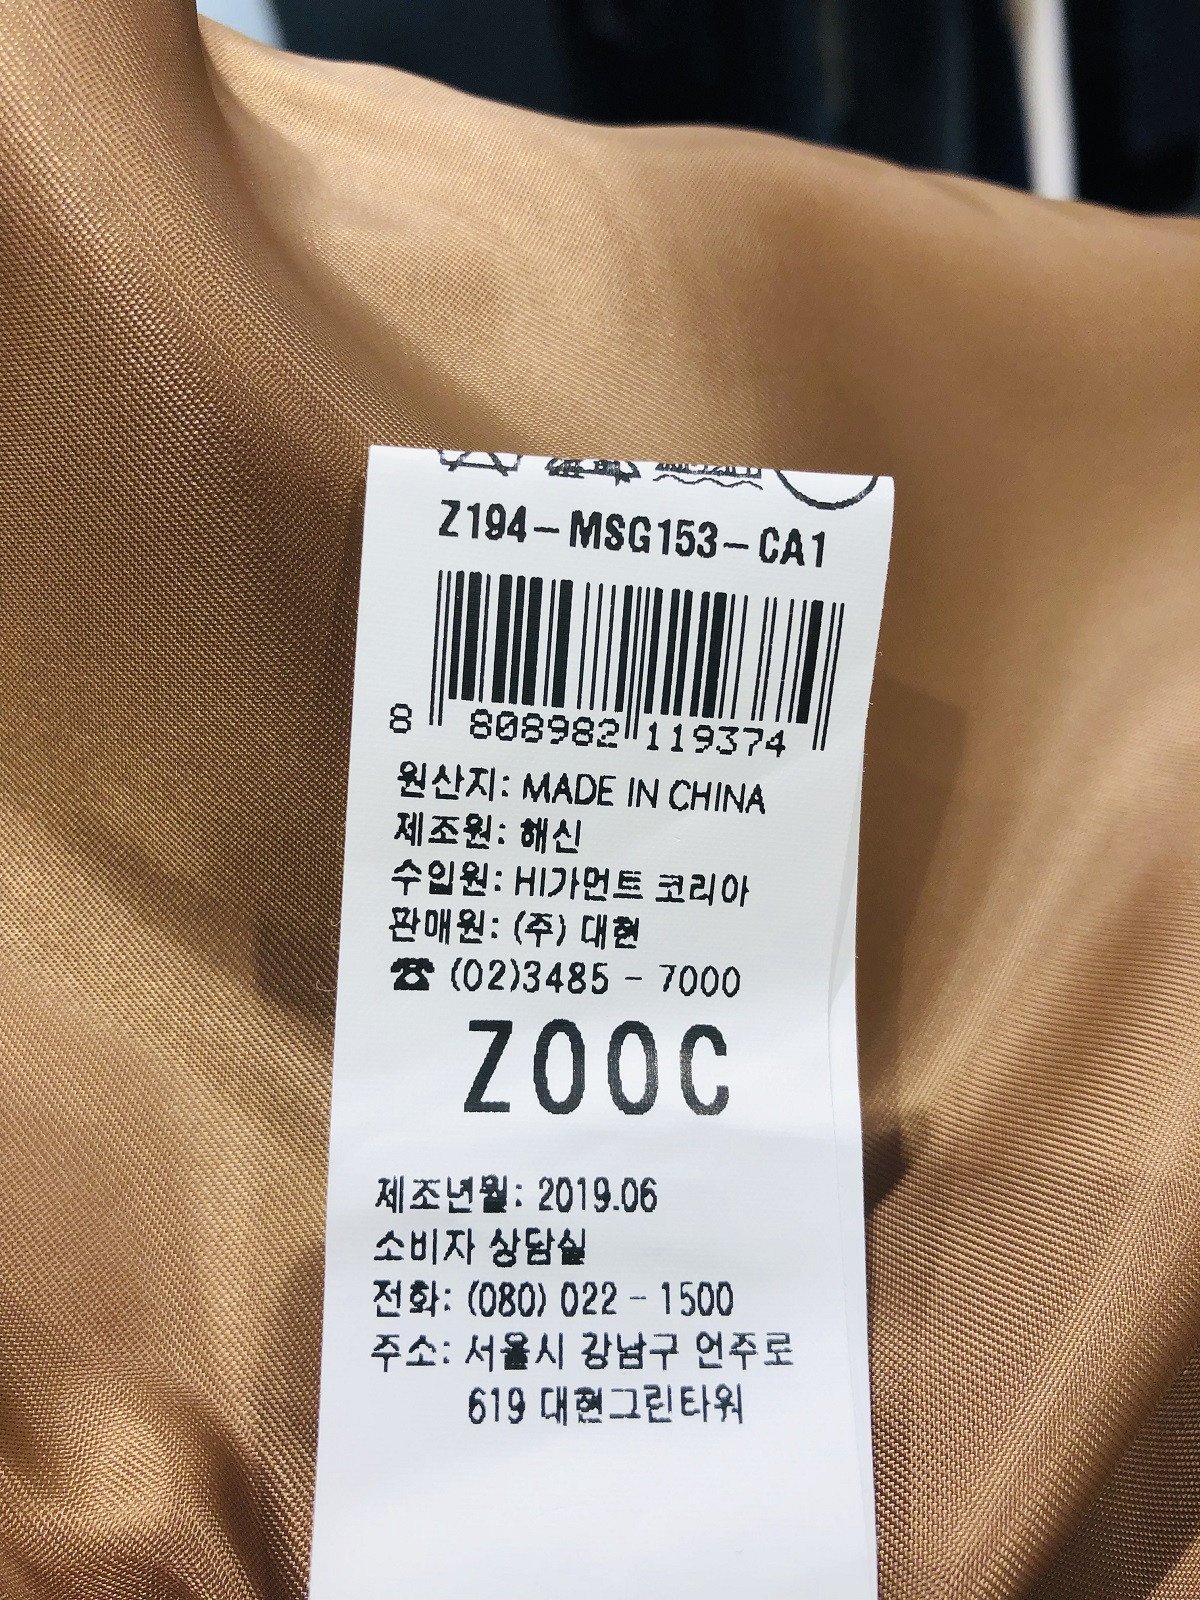 Z194-MSG153-CA1
8 808982 119374
원산지: MADE IN CHINA
제조원: 해신
수입원: HI가먼트 코리아
판매원: (주) 대현
☎ (02)3485 - 7000
ZOOC
제조년월: 2019.06
소비자 상담실
전화: (080) 022 - 1500
주소: 서울시 강남구 언주로
619 대현그린타워